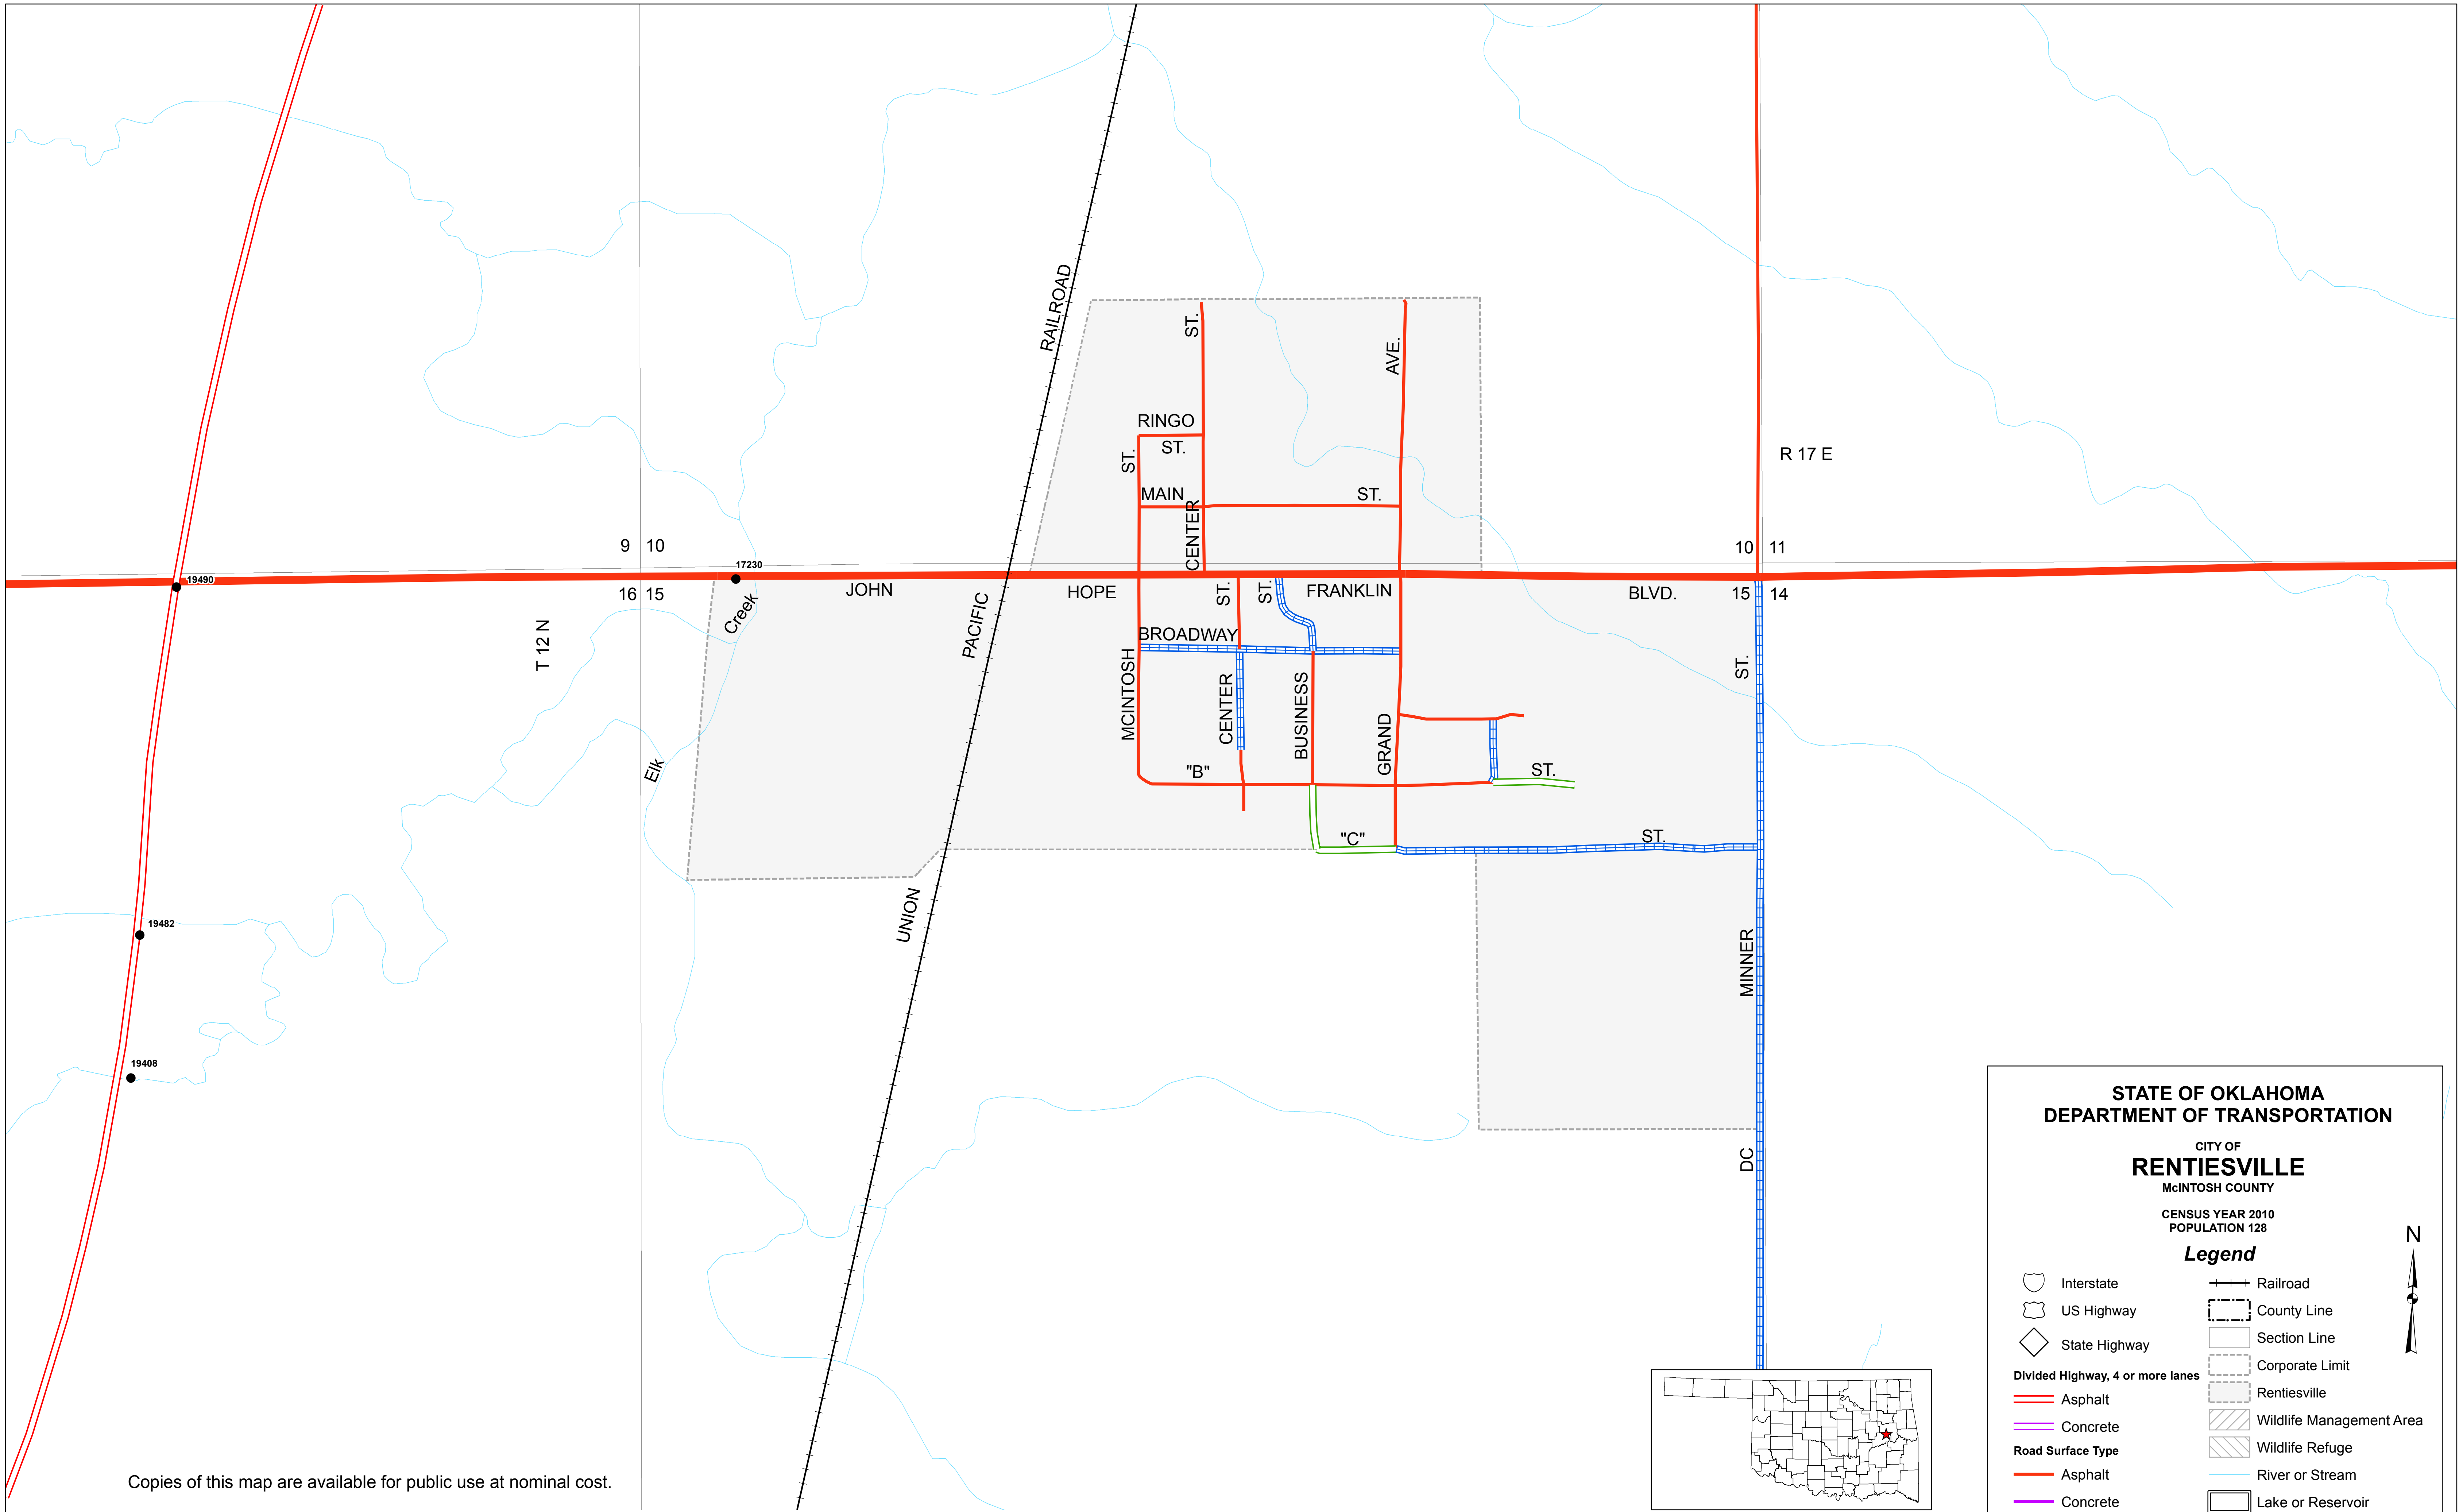 RAILROAD
ST.
AVE.
RINGO
ST.
ST.
R 17 E
MAIN
ST.
CENTER
9
10
10
11
19490
17230
16
15
JOHN
HOPE
ST.
ST.
FRANKLIN
BLVD.
15
14
Creek
T 12 N
PACIFIC
BROADWAY
MCINTOSH
CENTER
BUSINESS
GRAND
ST.
Elk
"B"
ST.
"C"
ST.
UNION
19482
MINNER
19408
DC
STATE OF OKLAHOMA
DEPARTMENT OF TRANSPORTATION
CITY OF
RENTIESVILLE
McINTOSH COUNTY
CENSUS YEAR 2010
POPULATION 128
N
Legend
Interstate
US Highway
State Highway
Divided Highway, 4 or more lanes
Asphalt
Concrete
Road Surface Type
Asphalt
Concrete
Railroad
County Line
Section Line
Corporate Limit
Rentiesville
Wildlife Management Area
Wildlife Refuge
River or Stream
Lake or Reservoir
Copies of this map are available for public use at nominal cost.